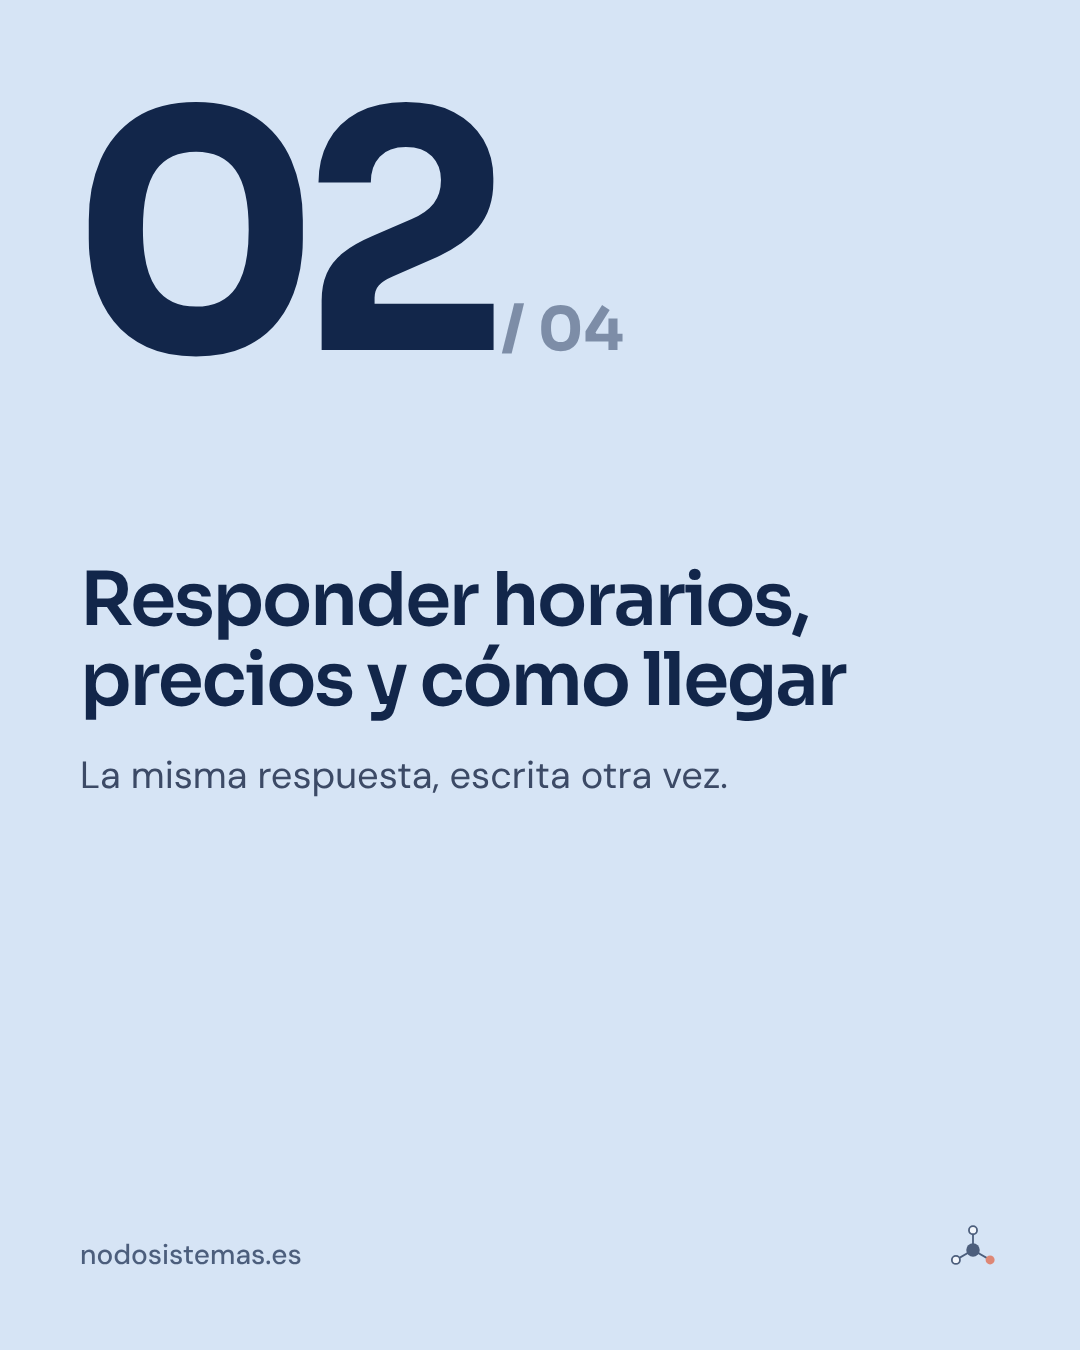 02 / 04
Responder horarios,
precios y cómo llegar
La misma respuesta, escrita otra vez.
nodosistemas.es